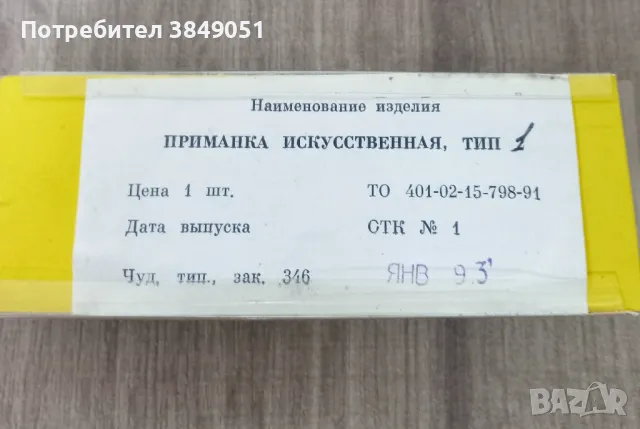 Потребител 3849051
Наименование изделия
ПРИМАНКА ИСКУССТВЕННАЯ, ТИП 1
Цена 1 шт. ТО 401-02-15-798-91
Дата выпуска СТК № 1
Чуд. тип., зак. 346 ЯНВ 93
BAZAR